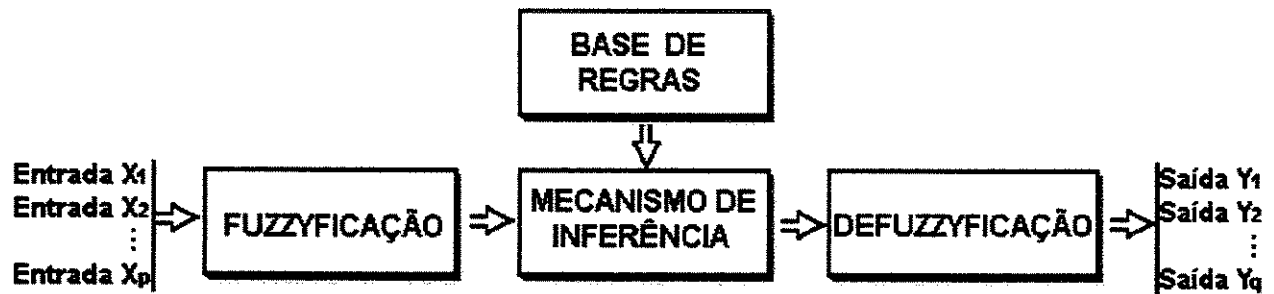 BASE DE
REGRAS
Entrada X1
Entrada X2
⋮
Entrada Xp
FUZZYFICAÇÃO
MECANISMO DE
INFERÊNCIA
DEFUZZYFICAÇÃO
Saída Y1
Saída Y2
⋮
Saída Yq